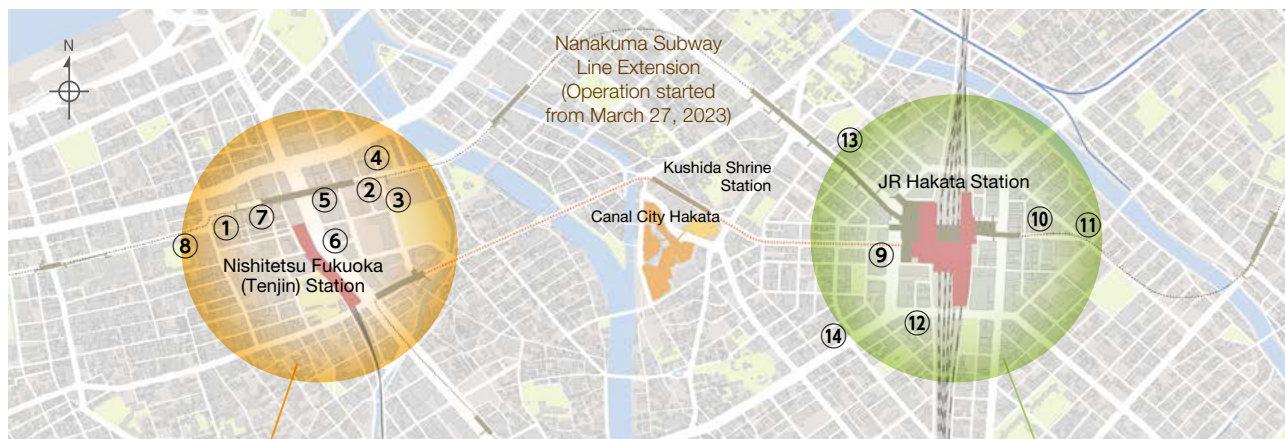 N
Nanakuma Subway
Line Extension
(Operation started
from March 27, 2023)
Kushida Shrine
Station
Canal City Hakata
JR Hakata Station
Nishitetsu Fukuoka
(Tenjin) Station
①
②
③
④
⑤
⑥
⑦
⑧
⑨
⑩
⑪
⑫
⑬
⑭